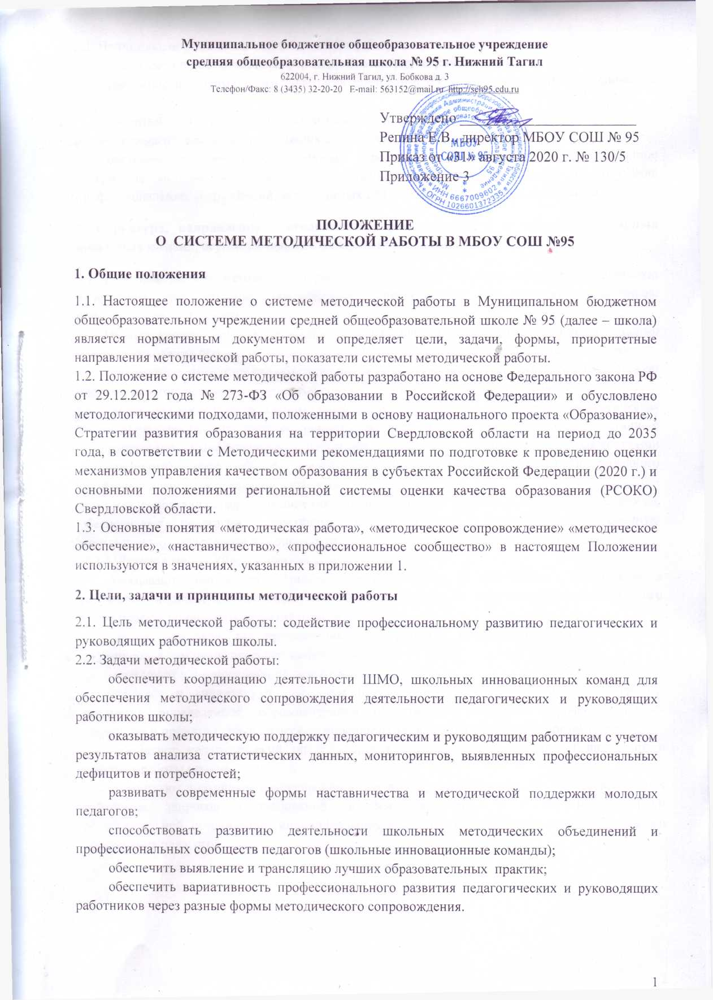 Муниципальное бюджетное общеобразовательное учреждение
средняя общеобразовательная школа № 95 г. Нижний Тагил
622004, г. Нижний Тагил, ул. Бобкова д. 3
Телефон/Факс: 8 (3435) 32-20-20 E-mail: 563152@mail.ru http://sch95.edu.ru
Утверждено
Репина Е.В., директор МБОУ СОШ № 95
Приказ от «31» августа 2020 г. № 130/5
Приложение 3
МБОУ
СОШ № 95
* ИНН 6667009602 *
* ОГРН 1026601372335 *
ПОЛОЖЕНИЕ
О СИСТЕМЕ МЕТОДИЧЕСКОЙ РАБОТЫ В МБОУ СОШ №95
1. Общие положения
1.1. Настоящее положение о системе методической работы в Муниципальном бюджетном
общеобразовательном учреждении средней общеобразовательной школе № 95 (далее – школа)
является нормативным документом и определяет цели, задачи, формы, приоритетные
направления методической работы, показатели системы методической работы.
1.2. Положение о системе методической работы разработано на основе Федерального закона РФ
от 29.12.2012 года № 273-ФЗ «Об образовании в Российской Федерации» и обусловлено
методологическими подходами, положенными в основу национального проекта «Образование»,
Стратегии развития образования на территории Свердловской области на период до 2035
года, в соответствии с Методическими рекомендациями по подготовке к проведению оценки
механизмов управления качеством образования в субъектах Российской Федерации (2020 г.) и
основными положениями региональной системы оценки качества образования (РСОКО)
Свердловской области.
1.3. Основные понятия «методическая работа», «методическое сопровождение» «методическое
обеспечение», «наставничество», «профессиональное сообщество» в настоящем Положении
используются в значениях, указанных в приложении 1.
2. Цели, задачи и принципы методической работы
2.1. Цель методической работы: содействие профессиональному развитию педагогических и
руководящих работников школы.
2.2. Задачи методической работы:
обеспечить координацию деятельности ШМО, школьных инновационных команд для
обеспечения методического сопровождения деятельности педагогических и руководящих
работников школы;
оказывать методическую поддержку педагогическим и руководящим работникам с учетом
результатов анализа статистических данных, мониторингов, выявленных профессиональных
дефицитов и потребностей;
развивать современные формы наставничества и методической поддержки молодых
педагогов;
способствовать развитию деятельности школьных методических объединений и
профессиональных сообществ педагогов (школьные инновационные команды);
обеспечить выявление и трансляцию лучших образовательных практик;
обеспечить вариативность профессионального развития педагогических и руководящих
работников через разные формы методического сопровождения.
1